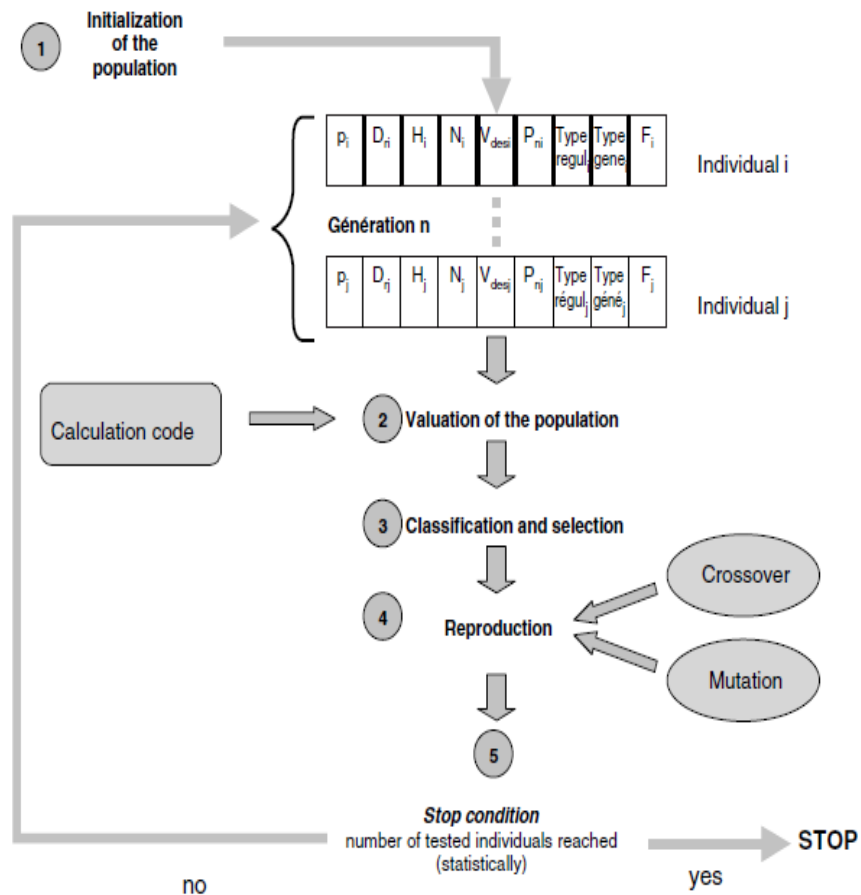 1
Initialization
of the
population
p_i D_ri H_i N_i V_desi P_ni Type regul_i Type gene_i F_i
Individual i
Génération n
p_j D_rj H_j N_j V_desj P_nj Type régul_j Type géné_j F_j
Individual j
Calculation code
2 Valuation of the population
3 Classification and selection
Crossover
4 Reproduction
Mutation
5
Stop condition
number of tested individuals reached
(statistically)
STOP
no
yes